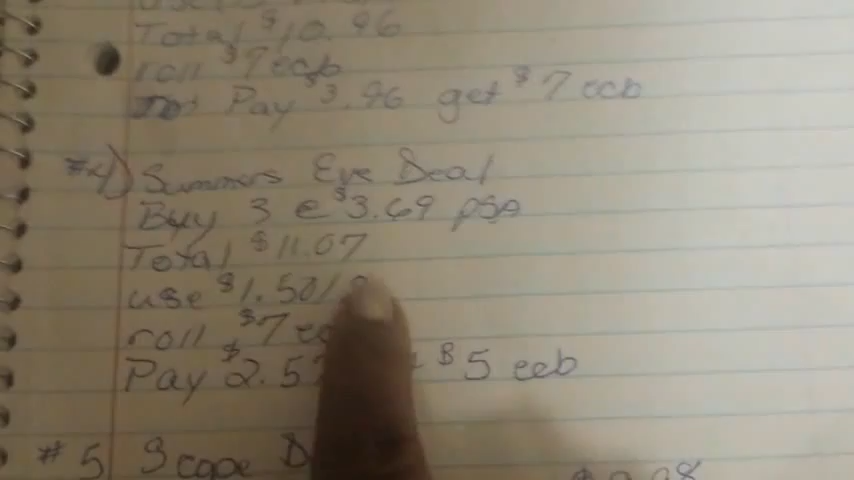 Total $10.96
roll $7 ecb
Pay $3.96 get $7 ecb
#4) Summers Eve Deal
Buy 3 @ $3.69 
Total $11.07
use $1.50/
roll $7
Pay $2.5 $5 ecb
#5 Scope D